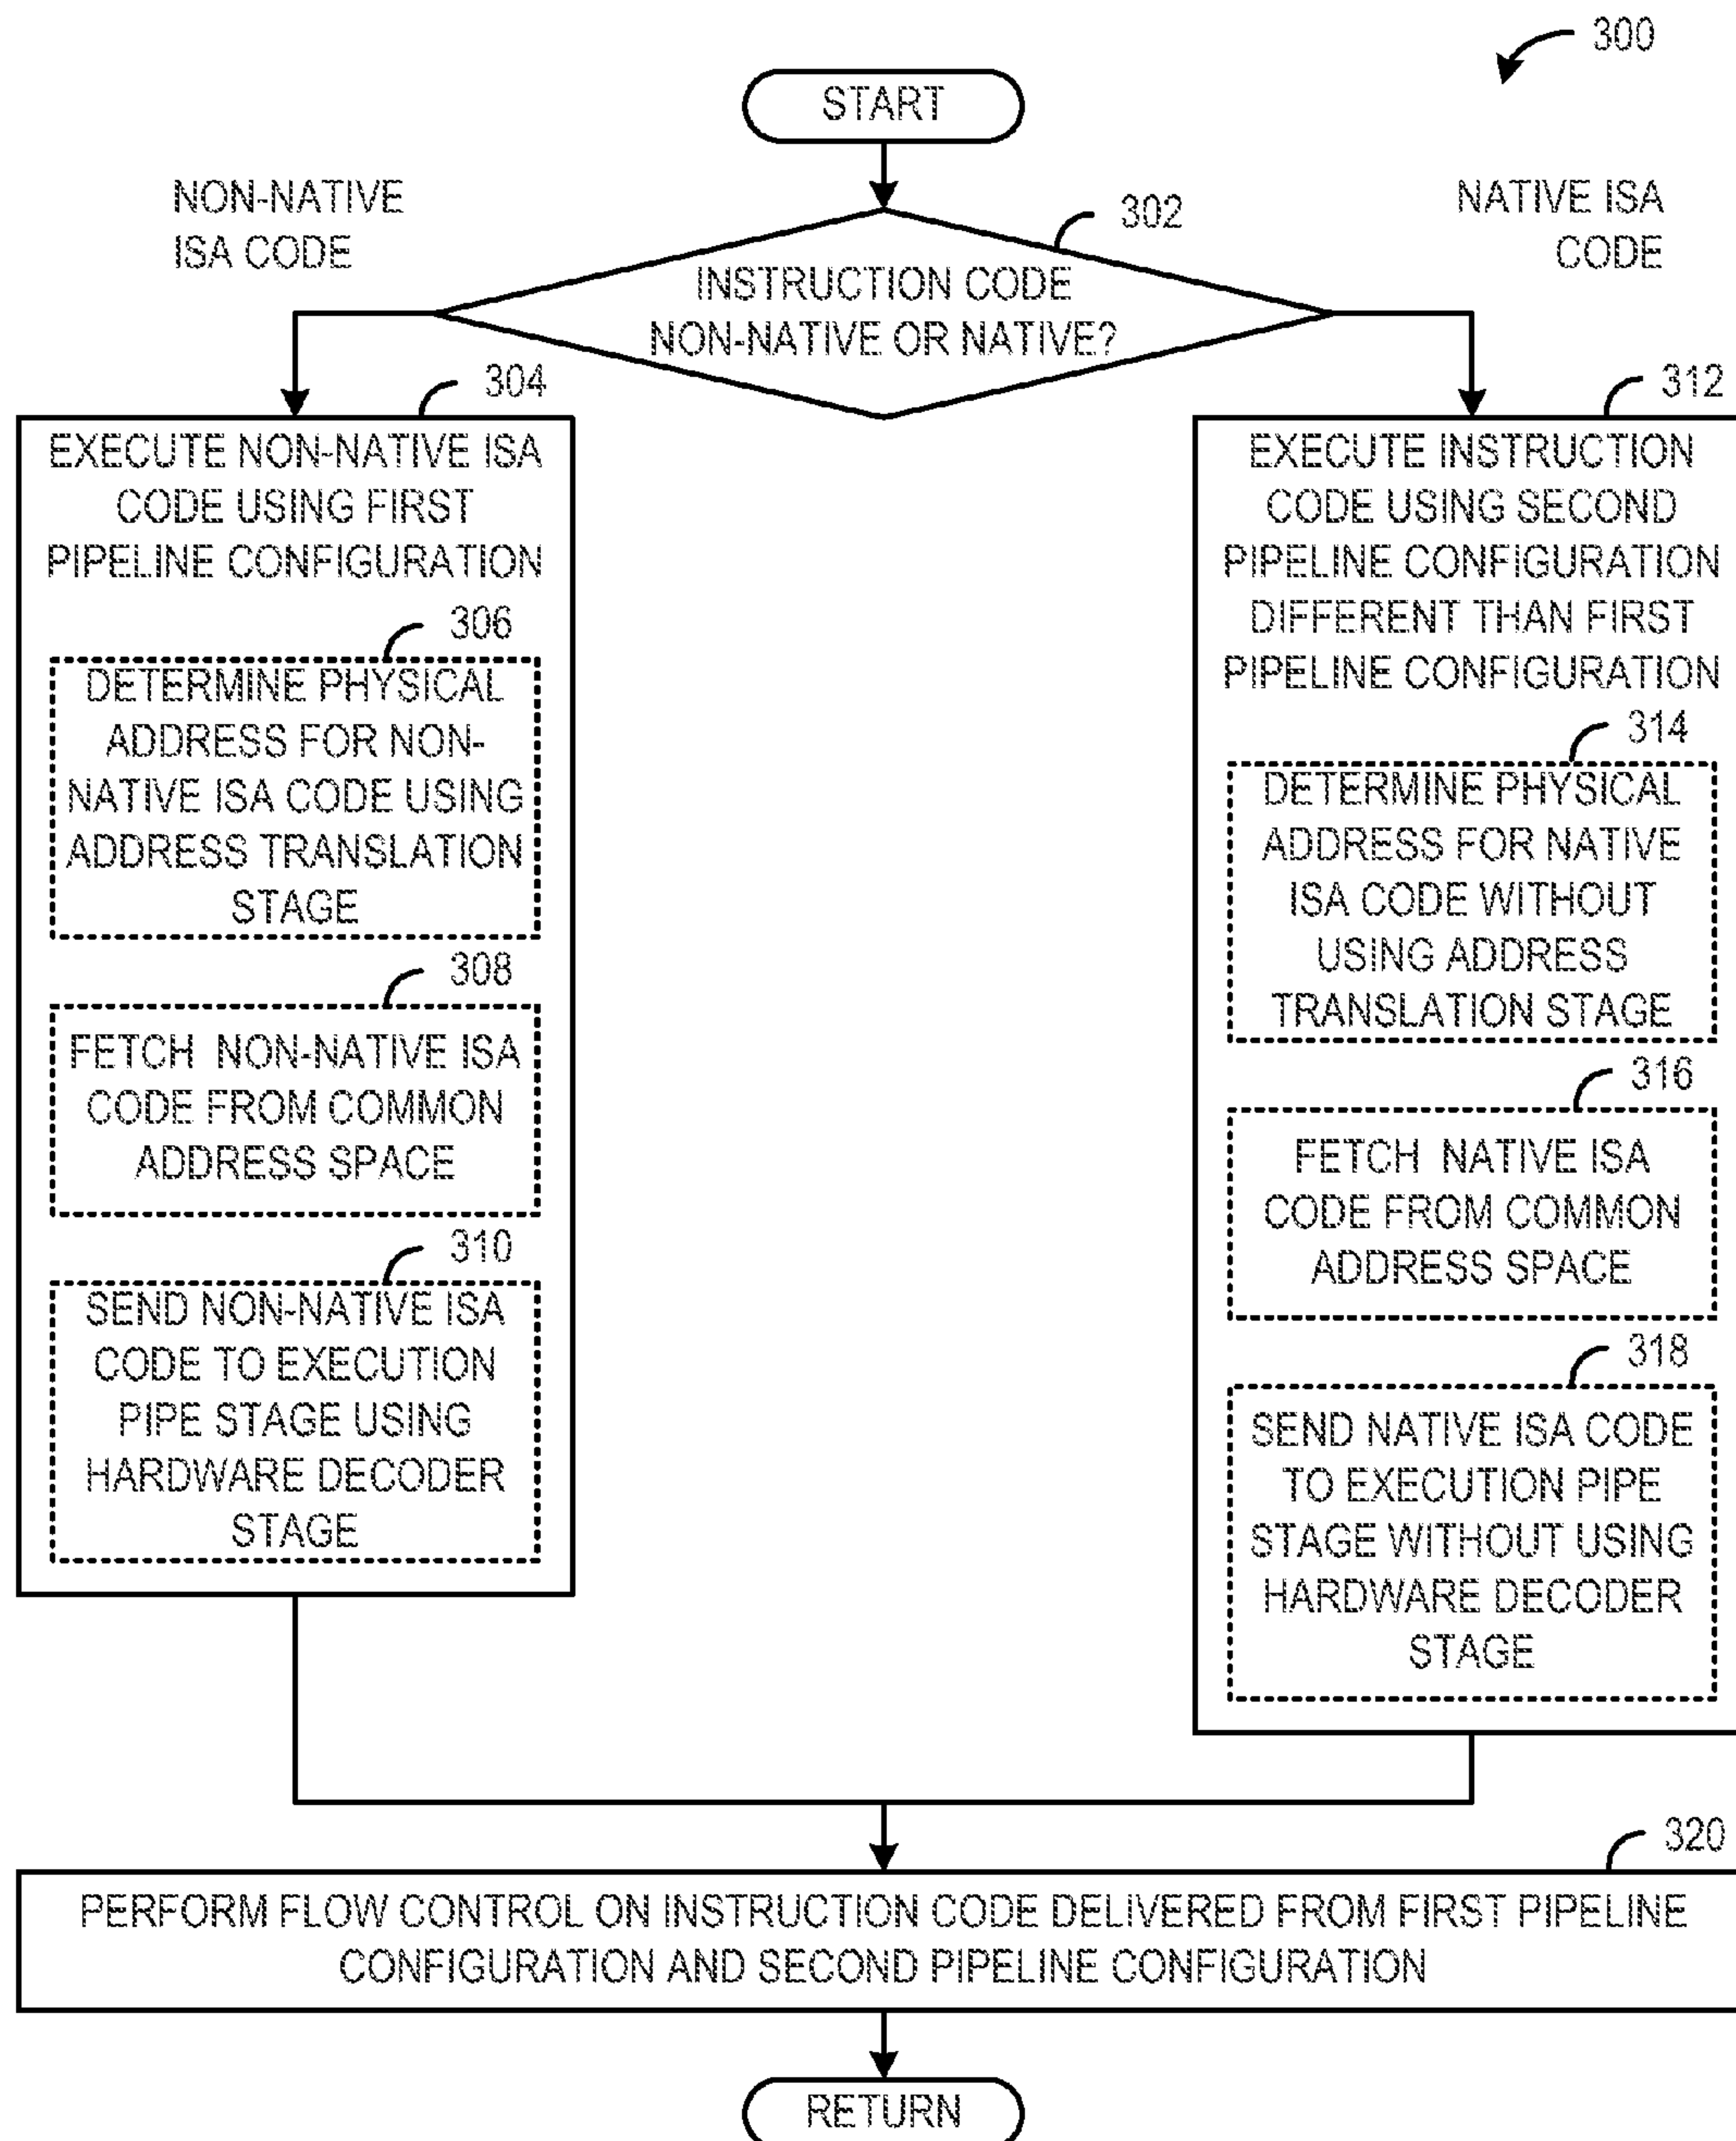 300
START
NON-NATIVE
ISA CODE
302
NATIVE ISA
CODE
INSTRUCTION CODE
NON-NATIVE OR NATIVE?
304
EXECUTE NON-NATIVE ISA
CODE USING FIRST
PIPELINE CONFIGURATION
306
DETERMINE PHYSICAL
ADDRESS FOR NON-
NATIVE ISA CODE USING
ADDRESS TRANSLATION
STAGE
308
FETCH NON-NATIVE ISA
CODE FROM COMMON
ADDRESS SPACE
310
SEND NON-NATIVE ISA
CODE TO EXECUTION
PIPE STAGE USING
HARDWARE DECODER
STAGE
312
EXECUTE INSTRUCTION
CODE USING SECOND
PIPELINE CONFIGURATION
DIFFERENT THAN FIRST
PIPELINE CONFIGURATION
314
DETERMINE PHYSICAL
ADDRESS FOR NATIVE
ISA CODE WITHOUT
USING ADDRESS
TRANSLATION STAGE
316
FETCH NATIVE ISA
CODE FROM COMMON
ADDRESS SPACE
318
SEND NATIVE ISA CODE
TO EXECUTION PIPE
STAGE WITHOUT USING
HARDWARE DECODER
STAGE
320
PERFORM FLOW CONTROL ON INSTRUCTION CODE DELIVERED FROM FIRST PIPELINE
CONFIGURATION AND SECOND PIPELINE CONFIGURATION
RETURN